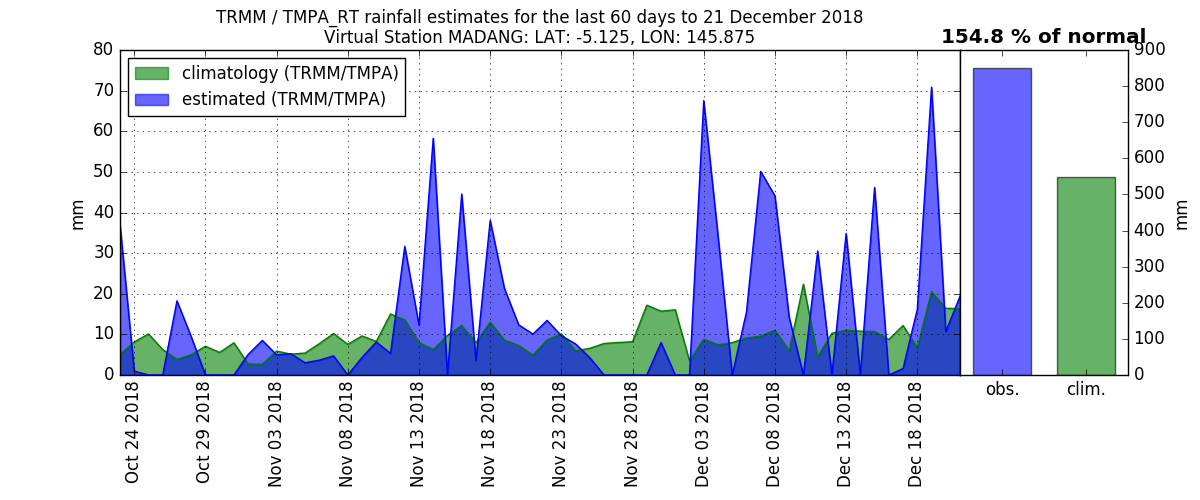 TRMM / TMPA_RT rainfall estimates for the last 60 days to 21 December 2018
Virtual Station MADANG: LAT: -5.125, LON: 145.875
154.8 % of normal
climatology (TRMM/TMPA)
estimated (TRMM/TMPA)
mm
80
70
60
50
40
30
20
10
0
Oct 24 2018
Oct 29 2018
Nov 03 2018
Nov 08 2018
Nov 13 2018
Nov 18 2018
Nov 23 2018
Nov 28 2018
Dec 03 2018
Dec 08 2018
Dec 13 2018
Dec 18 2018
obs.
clim.
900
800
700
600
500
400
300
200
100
0
mm